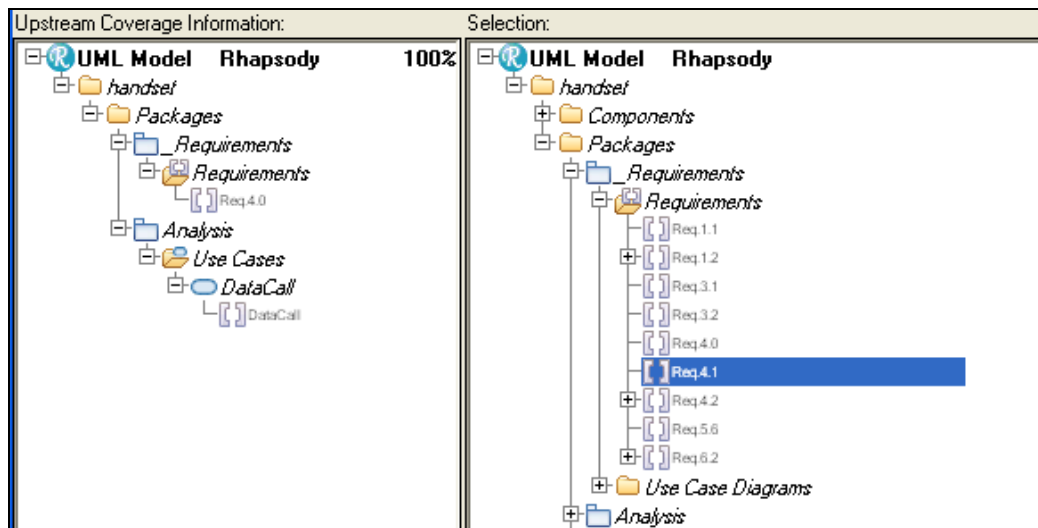 Upstream Coverage Information:
UML Model Rhapsody 100%
handset
Packages
_Requirements
Requirements
Req.4.0
Analysis
Use Cases
DataCall
DataCall
Selection:
UML Model Rhapsody
handset
Components
Packages
_Requirements
Requirements
Req.1.1
Req.1.2
Req.3.1
Req.3.2
Req.4.0
Req.4.1
Req.4.2
Req.5.6
Req.6.2
Use Case Diagrams
Analysis